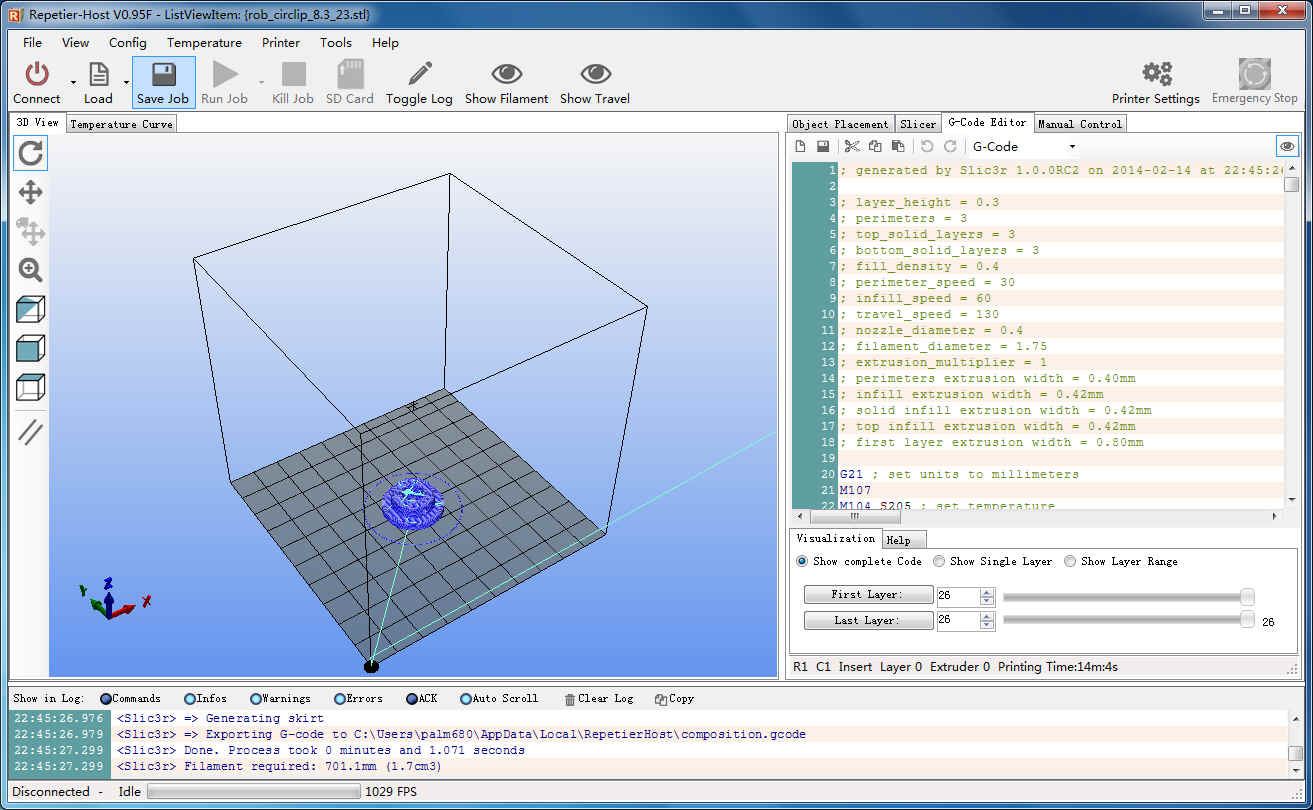 Repetier-Host V0.95F - ListViewItem: {rob_circlip_8.3_23.stl}
File View Config Temperature Printer Tools Help
Connect Load Save Job Run Job Kill Job SD Card Toggle Log Show Filament Show Travel Printer Settings Emergency Stop
3D View Temperature Curve
Object Placement Slicer G-Code Editor Manual Control
G-Code
1 ; generated by Slic3r 1.0.0RC2 on 2014-02-14 at 22:45:26
2
3 ; layer_height = 0.3
4 ; perimeters = 3
5 ; top_solid_layers = 3
6 ; bottom_solid_layers = 3
7 ; fill_density = 0.4
8 ; perimeter_speed = 30
9 ; infill_speed = 60
10 ; travel_speed = 130
11 ; nozzle_diameter = 0.4
12 ; filament_diameter = 1.75
13 ; extrusion_multiplier = 1
14 ; perimeters extrusion width = 0.40mm
15 ; infill extrusion width = 0.42mm
16 ; solid infill extrusion width = 0.42mm
17 ; top infill extrusion width = 0.42mm
18 ; first layer extrusion width = 0.80mm
19
20 G21 ; set units to millimeters
21 M107
22 M104 S205 ; set temperature
Y Z X
Visualization Help
Show complete Code Show Single Layer Show Layer Range
First Layer: 26
Last Layer: 26 26
R1 C1 Insert Layer 0 Extruder 0 Printing Time:14m:4s
Show in Log: Commands Infos Warnings Errors ACK Auto Scroll Clear Log Copy
22:45:26.976 <Slic3r> => Generating skirt
22:45:26.979 <Slic3r> => Exporting G-code to C:\Users\palm680\AppData\Local\RepetierHost\composition.gcode
22:45:27.299 <Slic3r> Done. Process took 0 minutes and 1.071 seconds
22:45:27.299 <Slic3r> Filament required: 701.1mm (1.7cm3)
Disconnected - Idle 1029 FPS